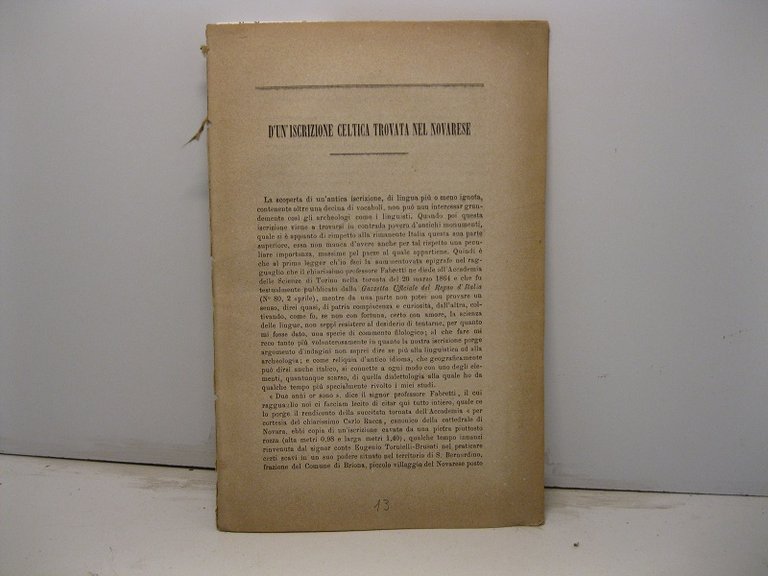 D'UN'ISCRIZIONE CELTICA TROVATA NEL NOVARESE
La scoperta di un'antica iscrizione, di lingua più o meno ignota,
contenente oltre una decina di vocaboli, non può non interessar gran-
demente così gli archeologi come i linguisti. Quando poi questa
iscrizione viene a trovarsi in contrada povera d'antichi monumenti,
quale si è appunto di rimpetto alla rimanente Italia questa sua parte
superiore, essa non manca d'avere anche per tal rispetto una pecu-
liare importanza, massime pel paese al quale appartiene. Quindi è
che al primo legger ch'io feci la summentovata epigrafe nel rag-
guaglio che il chiarissimo professore Fabretti ne diede all'Accademia
delle Scienze di Torino nella tornata del 20 marzo 1864 e che fu
testualmente pubblicato dalla Gazzetta Ufficiale del Regno d'Italia
(N° 80, 2 aprile), mentre da una parte non potei non provare un
senso, direi quasi, di patria compiacenza e curiosità, dall'altra, col-
tivando, come fo, se non con fortuna, certo con amore, la scienza
delle lingue, non seppi resistere al desiderio di tentarne, per quanto
mi fosse dato, una specie di commento filologico; al che fare mi
reco tanto più volenterosamente in quanto la nostra iscrizione porge
argomento d'indagini non saprei dire se più alla linguistica od alla
archeologia; e come reliquia d'antico idioma, che geograficamente
può dirsi anche italico, si connette a ogni modo con uno degli ele-
menti, quantunque scarso, di quella dialettologia alla quale ho da
qualche tempo più specialmente rivolto i miei studi.
« Due anni or sono », dice il signor professore Fabretti, il cui
ragguaglio noi ci facciam lecito di citar qui tutto intiero, quale ce
lo porge il rendiconto della succitata tornata dell'Accademia « per
cortesia del chiarissimo Carlo Racca, canonico della cattedrale di
Novara, ebbi copia di un'iscrizione cavata da una pietra piuttosto
rozza (alta metri 0,98 e larga metri 1,40), qualche tempo innanzi
rinvenuta dal signor conte Eugenio Tornielli-Brusati nel praticare
certi scavi in un suo podere situato nel territorio di S. Bernardino,
frazione del Comune di Briona, piccolo villaggio del Novarese posto
13